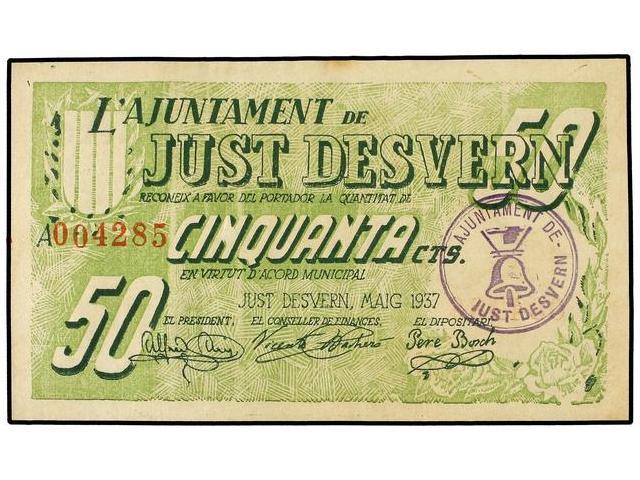 L'AJUNTAMENT DE 50
JUST DESVERN
RECONEIX A FAVOR DEL PORTADOR LA QUANTITAT DE
A004285 CINQUANTA CTS.
EN VIRTUT D'ACORD MUNICIPAL
50 JUST DESVERN, MAIG 1937
EL PRESIDENT, EL CONSELLER DE FINANCES, EL DIPOSITARI,
Pere Bosch
AJUNTAMENT DE
JUST DESVERN